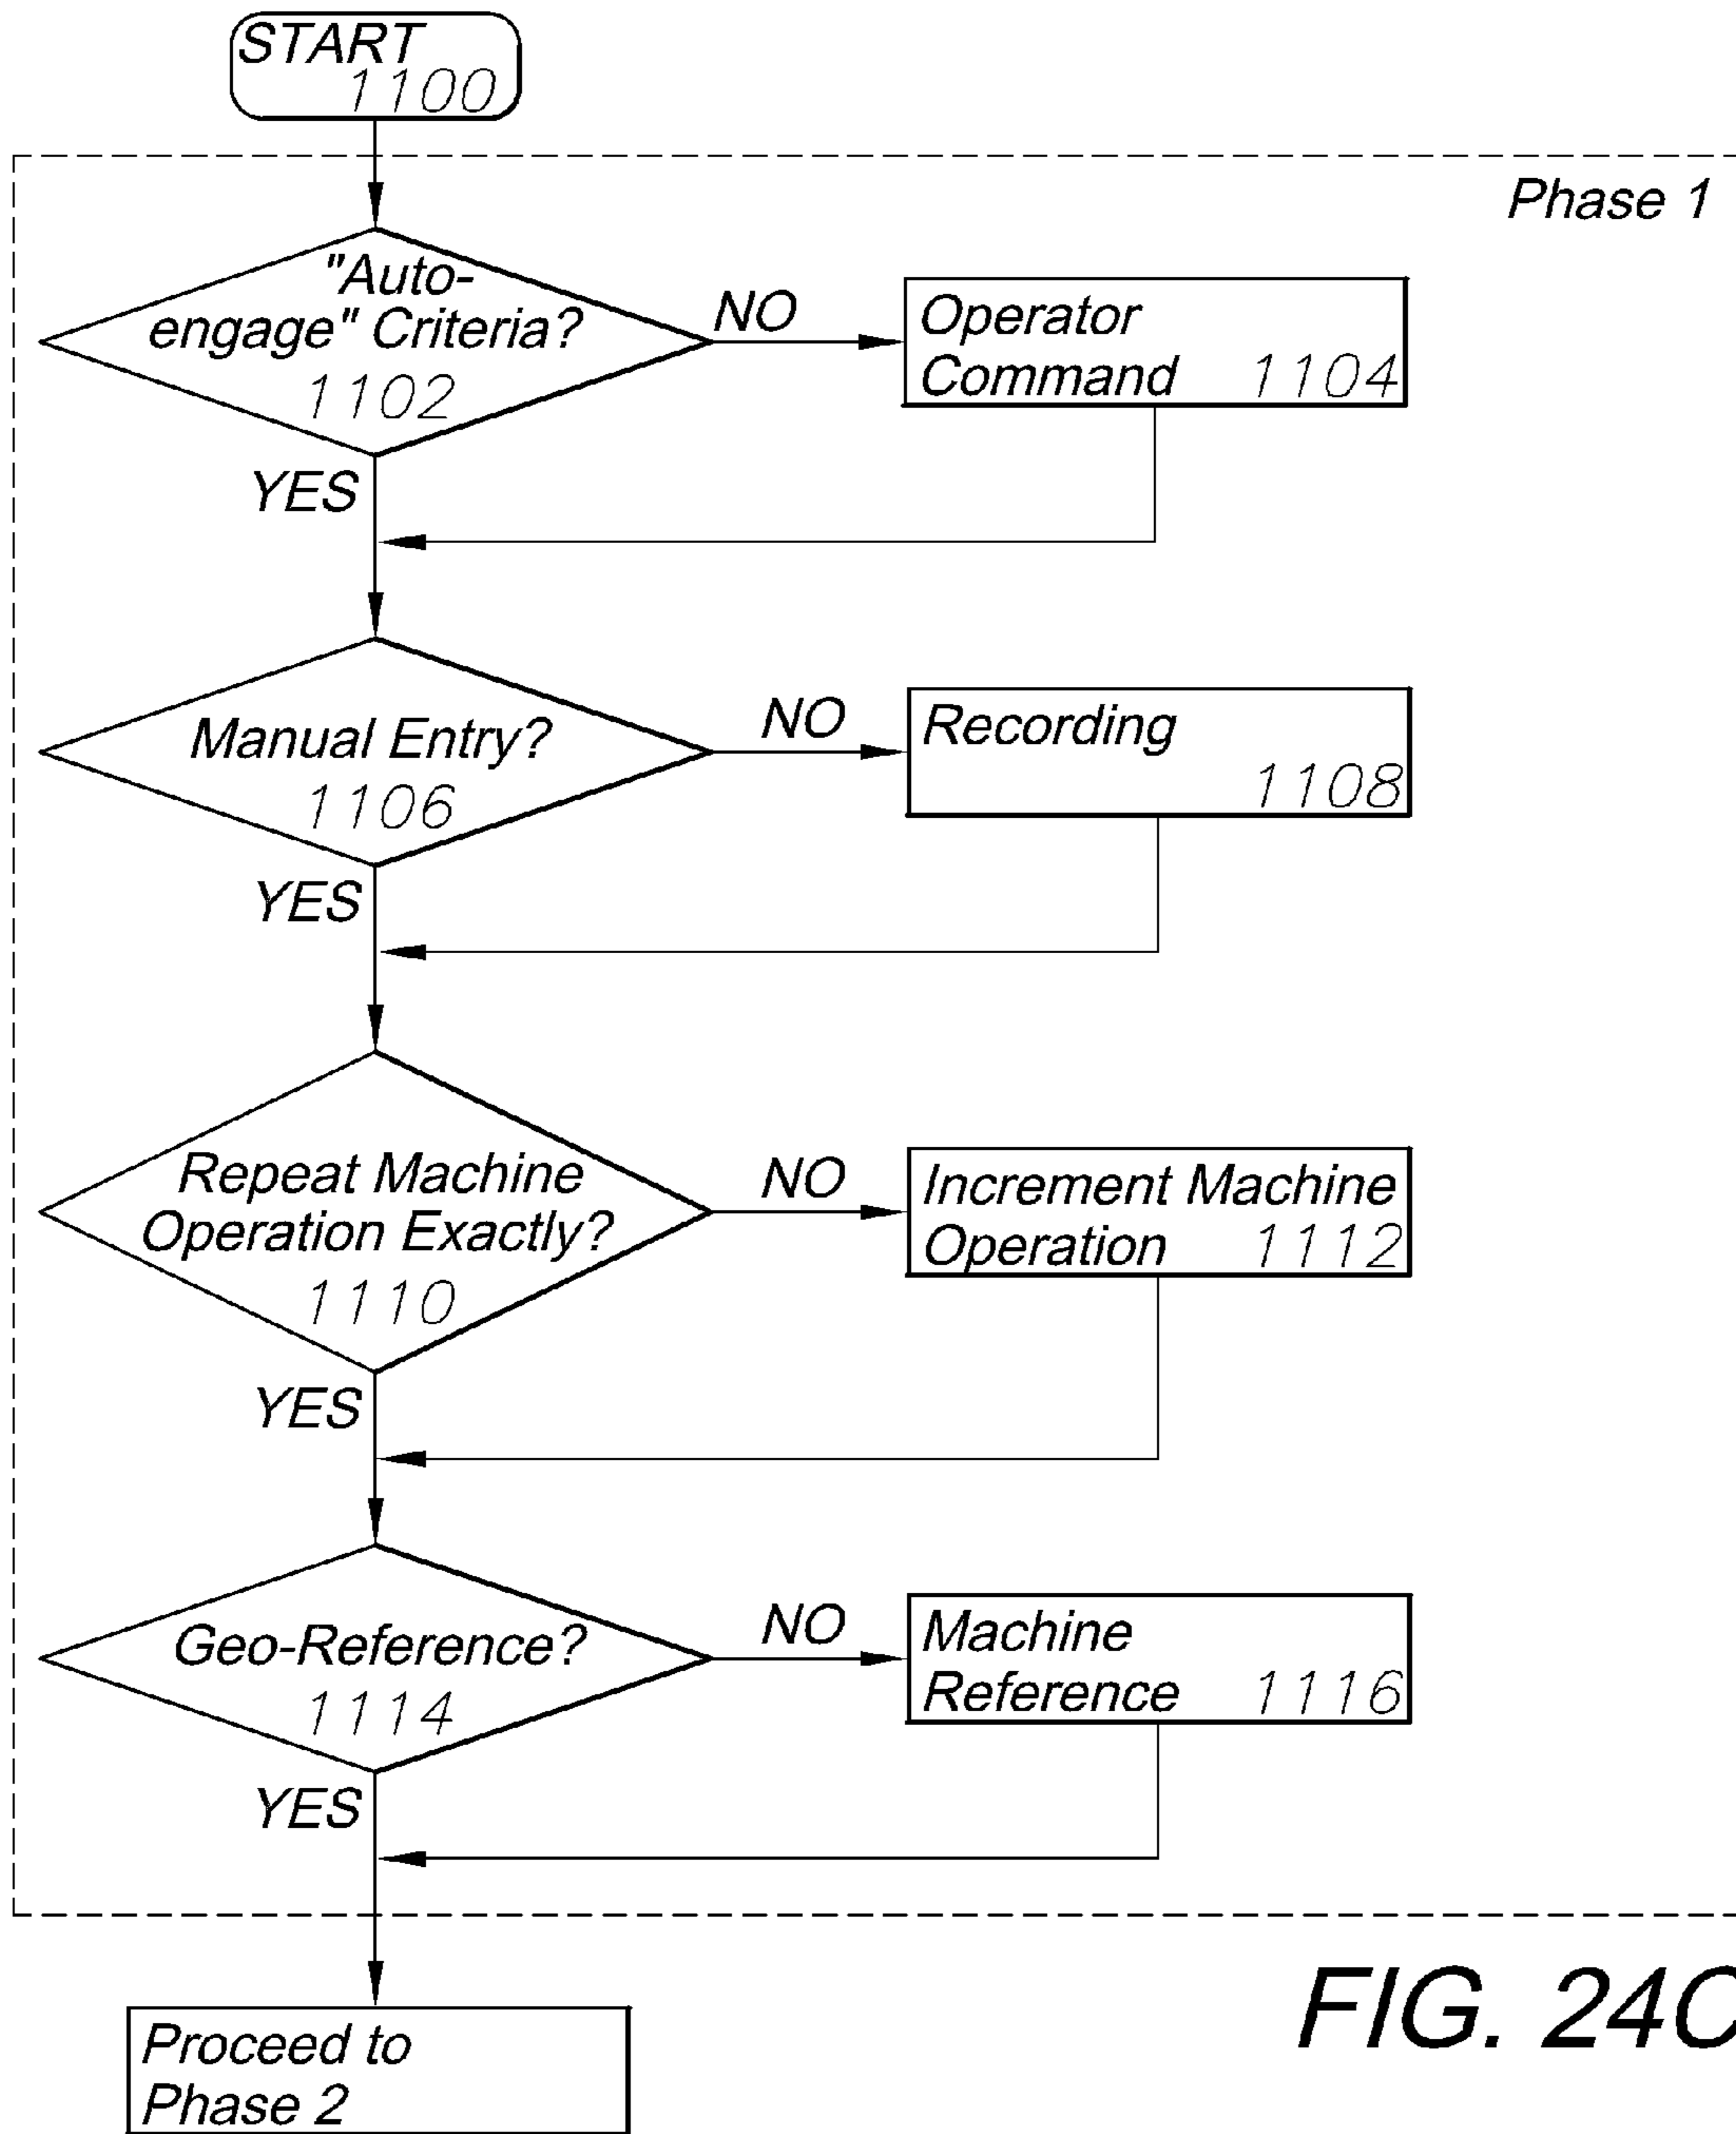 START
1100
Phase 1
"Auto-
engage" Criteria?
1102
NO
Operator
Command 1104
YES
Manual Entry?
1106
NO
Recording
1108
YES
Repeat Machine
Operation Exactly?
1110
NO
Increment Machine
Operation 1112
YES
Geo-Reference?
1114
NO
Machine
Reference 1116
YES
Proceed to
Phase 2
FIG. 24C